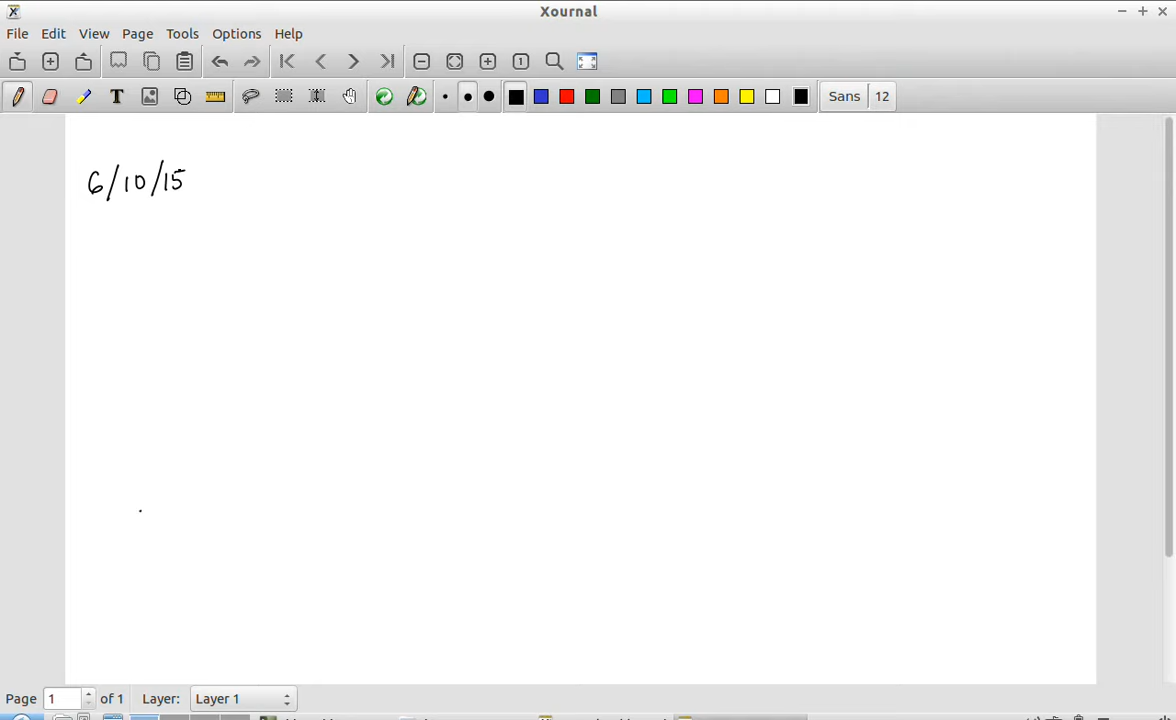 Xournal
File Edit View Page Tools Options Help
Sans 12
6/10/15
Page 1 of 1 Layer: Layer 1